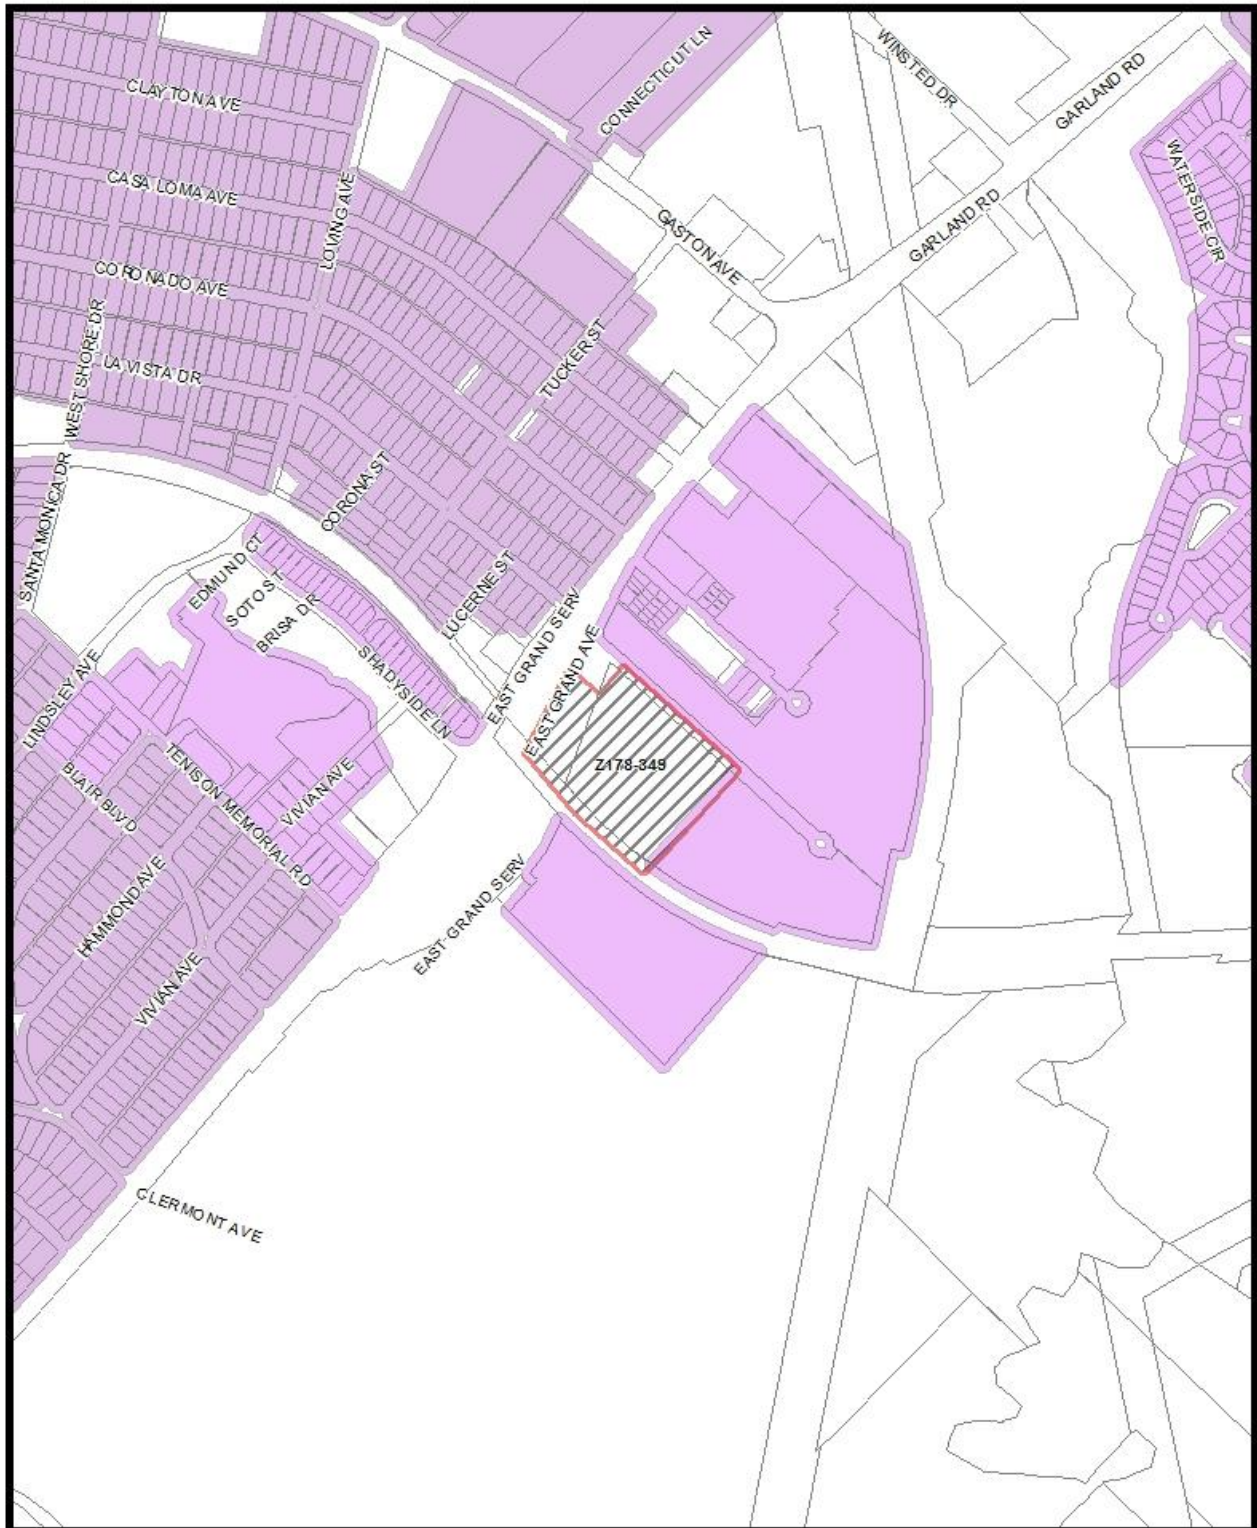 CONNECTICUT LN
WINSTED DR
GARLAND RD
CLAYTON AVE
WATERSIDE CIR
CASA LOMA AVE
LOVING AVE
GASTON AVE
GARLAND RD
CORONADO AVE
WEST SHORE DR
LA VISTA DR
TUCKER ST
SANTA MONICA DR
CORONA ST
EDMUND CT
SOTO ST
BRISA DR
LUCERNE ST
EAST GRAND SERV
EAST GRAND AVE
SHADYSIDE LN
LINDSLEY AVE
Z178-349
BLAIR BLVD
TENISON MEMORIAL RD
VIVIAN AVE
HAMMOND AVE
EAST GRAND SERV
VIVIAN AVE
CLERMONT AVE